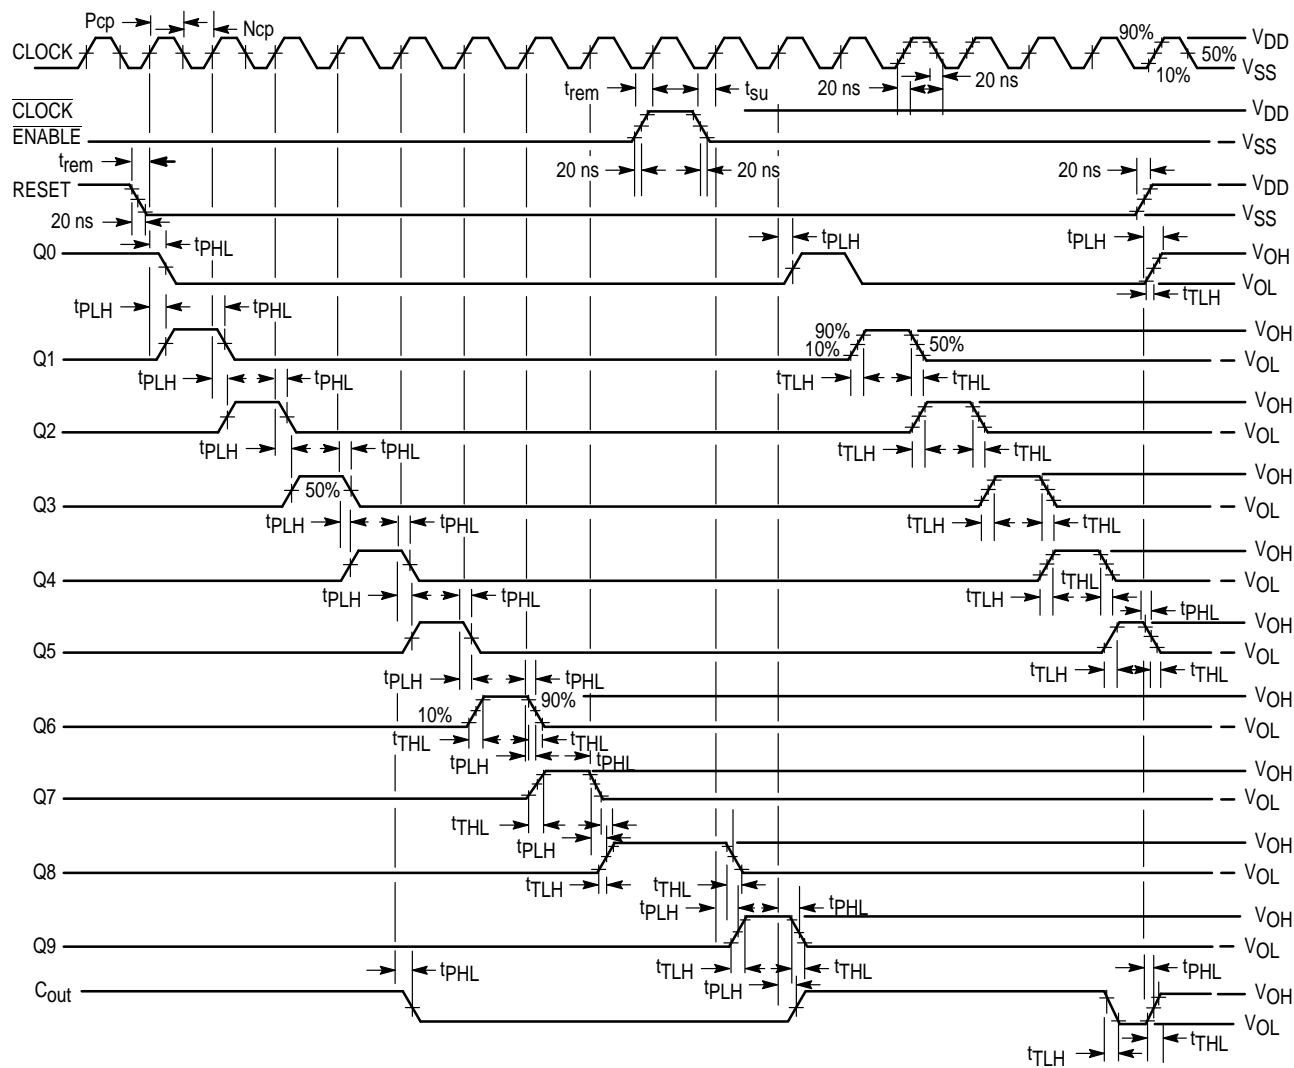 Pcp Ncp
CLOCK 90% VDD
50%
10% VSS
trem tsu 20 ns 20 ns
CLOCK VDD
ENABLE VSS
trem 20 ns 20 ns 20 ns
RESET VDD
20 ns VSS
tPHL tPLH tPLH
Q0 VOH
VOL
tPLH tPHL tTLH
90% VOH
Q1 10% 50% VOL
tPLH tPHL tTLH tTHL
VOH
Q2 VOL
tPLH tPHL tTLH tTHL
VOH
Q3 50% VOL
tPLH tPHL tTLH tTHL
VOH
Q4 tTHL VOL
tPLH tPHL tTLH tPHL
VOH
Q5 VOL
tPLH tPHL tTLH tTHL
90% VOH
Q6 10% VOL
tTHL tTHL
tPLH tPHL
VOH
Q7 VOL
tTHL
tPLH VOH
Q8 VOL
tTLH tTHL
tPLH tPHL
VOH
Q9 VOL
tPHL tTLH tTHL tPHL
tPLH
Cout VOH
VOL
tTLH tTHL